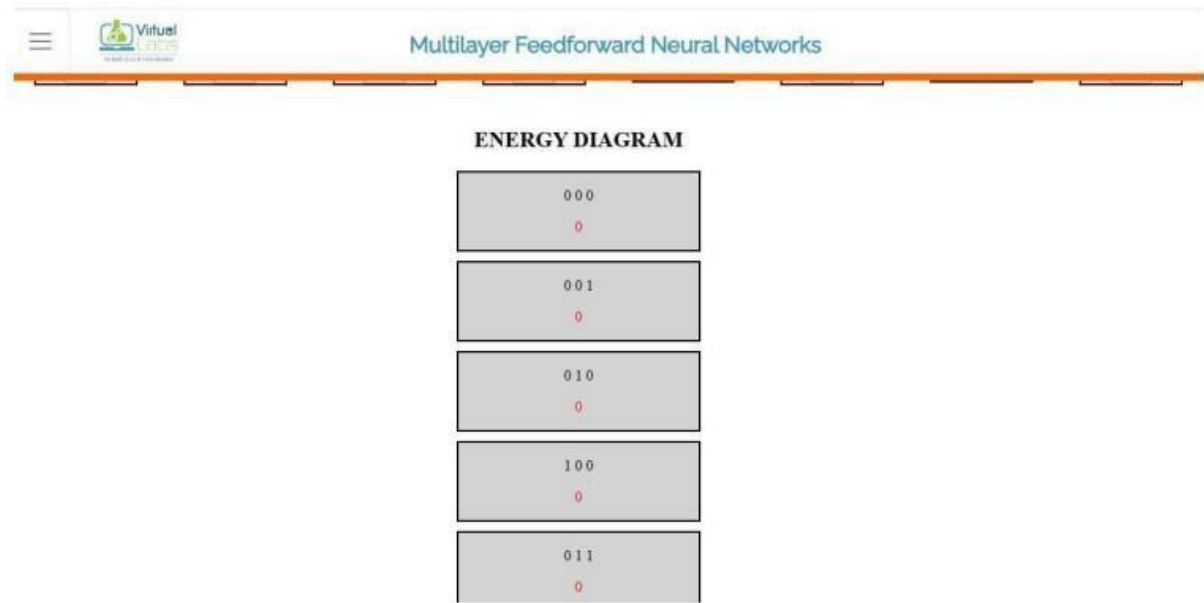 Virtual
Labs
Multilayer Feedforward Neural Networks
ENERGY DIAGRAM
0 0 0
0
0 0 1
0
0 1 0
0
1 0 0
0
0 1 1
0